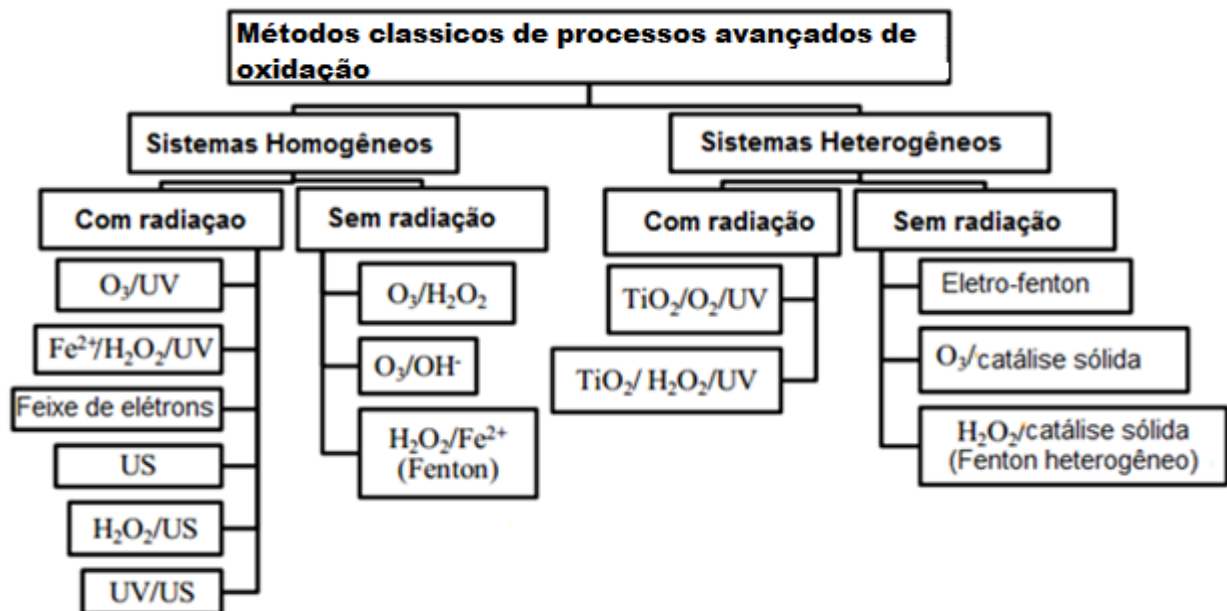 Métodos classicos de processos avançados de
oxidação
Sistemas Homogêneos
Com radiaçao
O₃/UV
Fe²⁺/H₂O₂/UV
Feixe de elétrons
US
H₂O₂/US
UV/US
Sem radiação
O₃/H₂O₂
O₃/OH⁻
H₂O₂/Fe²⁺
(Fenton)
Sistemas Heterogêneos
Com radiação
TiO₂/O₂/UV
TiO₂/ H₂O₂/UV
Sem radiação
Eletro-fenton
O₃/catálise sólida
H₂O₂/catálise sólida
(Fenton heterogêneo)